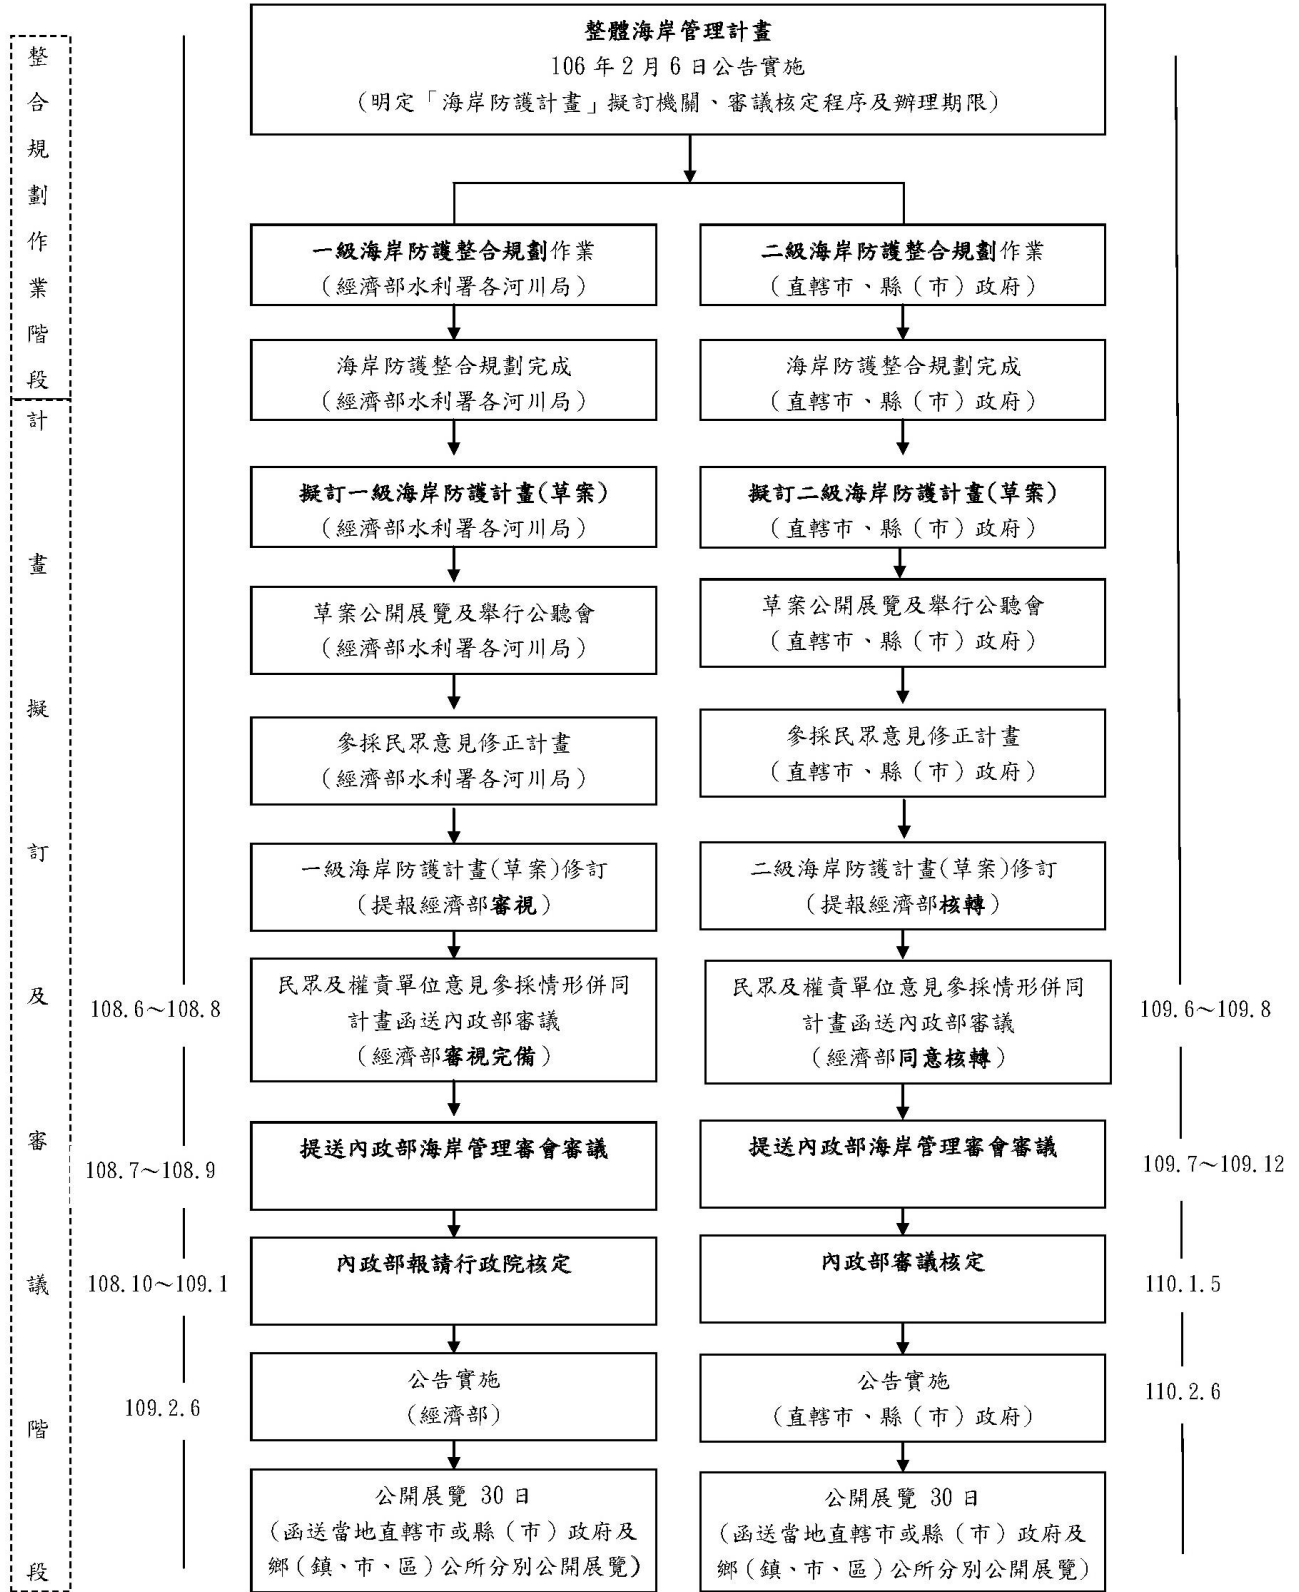 整合規劃作業階段
計畫擬訂及審議階段
整體海岸管理計畫
106 年 2 月 6 日公告實施
(明定「海岸防護計畫」擬訂機關、審議核定程序及辦理期限)
一級海岸防護整合規劃作業
(經濟部水利署各河川局)
海岸防護整合規劃完成
(經濟部水利署各河川局)
擬訂一級海岸防護計畫(草案)
(經濟部水利署各河川局)
草案公開展覽及舉行公聽會
(經濟部水利署各河川局)
參採民眾意見修正計畫
(經濟部水利署各河川局)
一級海岸防護計畫(草案)修訂
(提報經濟部審視)
108.6~108.8
民眾及權責單位意見參採情形併同
計畫函送內政部審議
(經濟部審視完備)
108.7~108.9
提送內政部海岸管理審會審議
108.10~109.1
內政部報請行政院核定
109.2.6
公告實施
(經濟部)
公開展覽 30 日
(函送當地直轄市或縣(市)政府及
鄉(鎮、市、區)公所分別公開展覽)
二級海岸防護整合規劃作業
(直轄市、縣(市)政府)
海岸防護整合規劃完成
(直轄市、縣(市)政府)
擬訂二級海岸防護計畫(草案)
(直轄市、縣(市)政府)
草案公開展覽及舉行公聽會
(直轄市、縣(市)政府)
參採民眾意見修正計畫
(直轄市、縣(市)政府)
二級海岸防護計畫(草案)修訂
(提報經濟部核轉)
民眾及權責單位意見參採情形併同
計畫函送內政部審議
(經濟部同意核轉)
109.6~109.8
提送內政部海岸管理審會審議
109.7~109.12
內政部審議核定
110.1.5
公告實施
(直轄市、縣(市)政府)
110.2.6
公開展覽 30 日
(函送當地直轄市或縣(市)政府及
鄉(鎮、市、區)公所分別公開展覽)